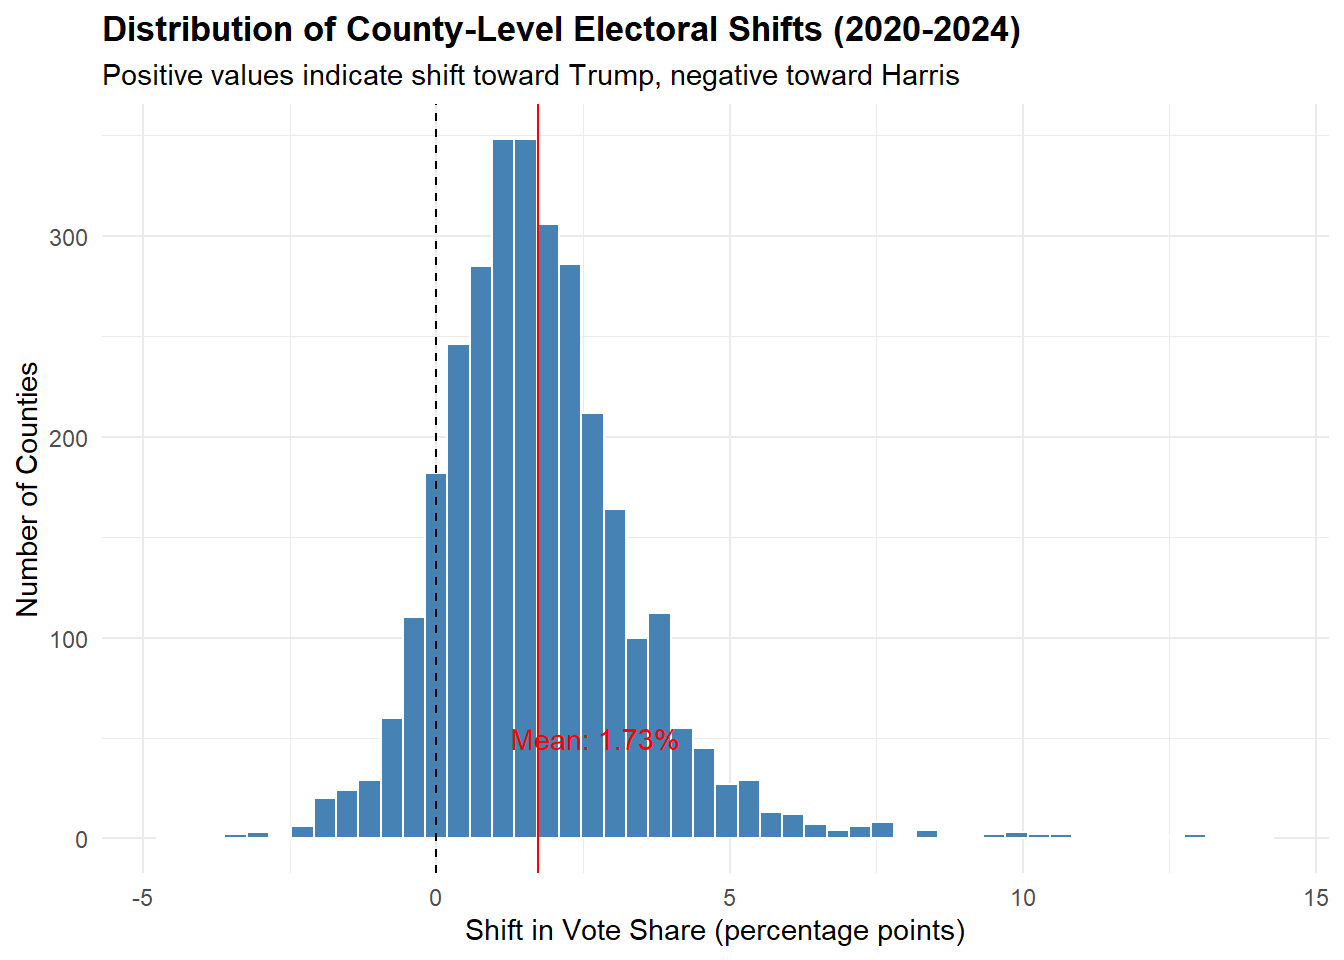 Distribution of County-Level Electoral Shifts (2020-2024)
Positive values indicate shift toward Trump, negative toward Harris
Number of Counties
300
200
100
0
Mean: 1.73%
-5
0
5
10
15
Shift in Vote Share (percentage points)